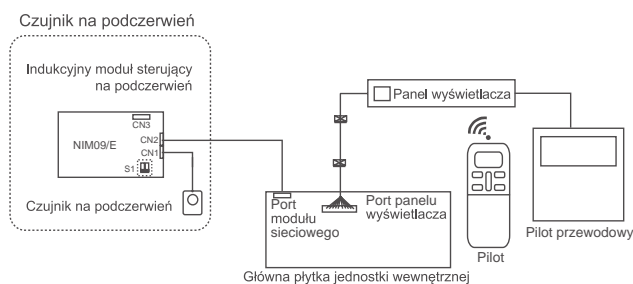 Czujnik na podczerwień
Indukcyjny moduł sterujący
na podczerwień
CN3
NIM09/E
CN2
CN1
S1
Czujnik na podczerwień
Port
modułu
sieciowego
Port panelu
wyświetlacza
Główna płytka jednostki wewnętrznej
Panel wyświetlacza
Pilot
Pilot przewodowy